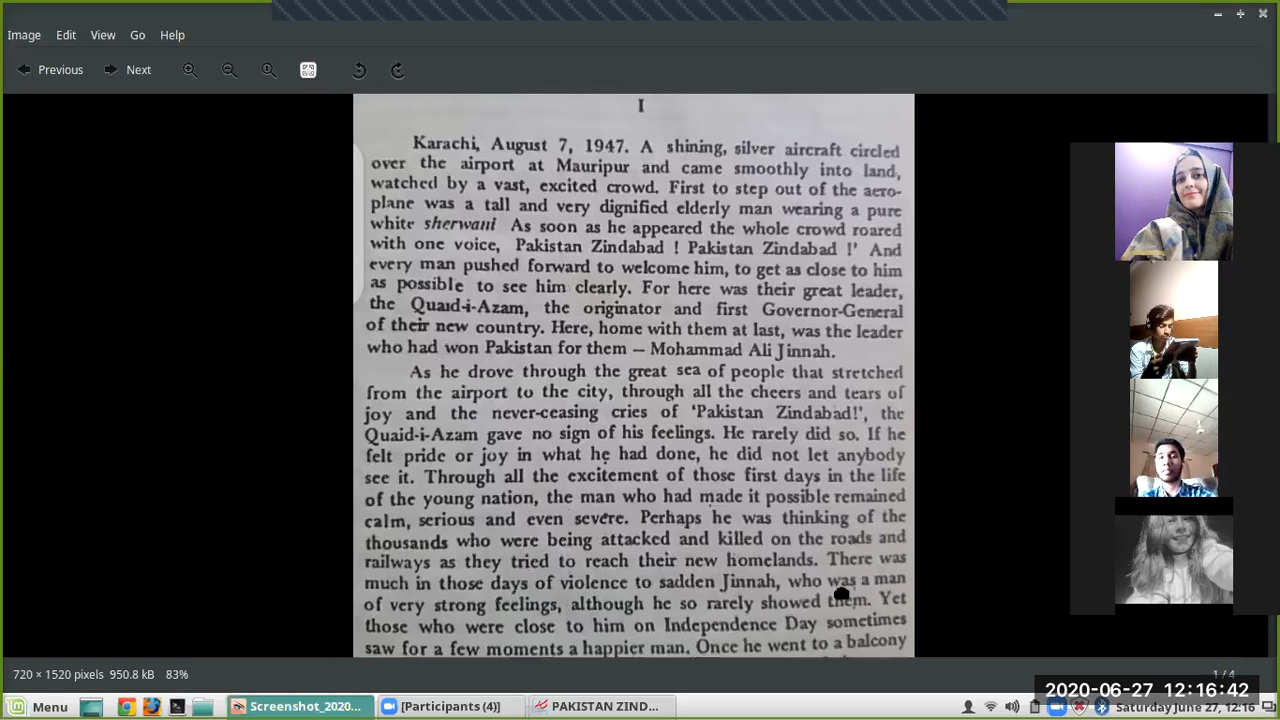 Image Edit View Go Help
Previous Next
I
Karachi, August 7, 1947. A shining, silver aircraft circled
over the airport at Mauripur and came smoothly into land,
watched by a vast, excited crowd. First to step out of the aero-
plane was a tall and very dignified elderly man wearing a pure
white sherwani As soon as he appeared the whole crowd roared
with one voice, Pakistan Zindabad ! Pakistan Zindabad !' And
every man pushed forward to welcome him, to get as close to him
as possible to see him clearly. For here was their great leader,
the Quaid-i-Azam, the originator and first Governor-General
of their new country. Here, home with them at last, was the leader
who had won Pakistan for them – Mohammad Ali Jinnah.
As he drove through the great sea of people that stretched
from the airport to the city, through all the cheers and tears of
joy and the never-ceasing cries of 'Pakistan Zindabad!', the
Quaid-i-Azam gave no sign of his feelings. He rarely did so. If he
felt pride or joy in what he had done, he did not let anybody
see it. Through all the excitement of those first days in the life
of the young nation, the man who had made it possible remained
calm, serious and even severe. Perhaps he was thinking of the
thousands who were being attacked and killed on the roads and
railways as they tried to reach their new homelands. There was
much in those days of violence to sadden Jinnah, who was a man
of very strong feelings, although he so rarely showed them. Yet
those who were close to him on Independence Day sometimes
saw for a few moments a happier man. Once he went to a balcony
720 × 1520 pixels 950.8 kB 83% 1 / 4
2020-06-27 12:16:42
Menu Screenshot_2020... [Participants (4)] PAKISTAN ZIND... Saturday June 27, 12:16